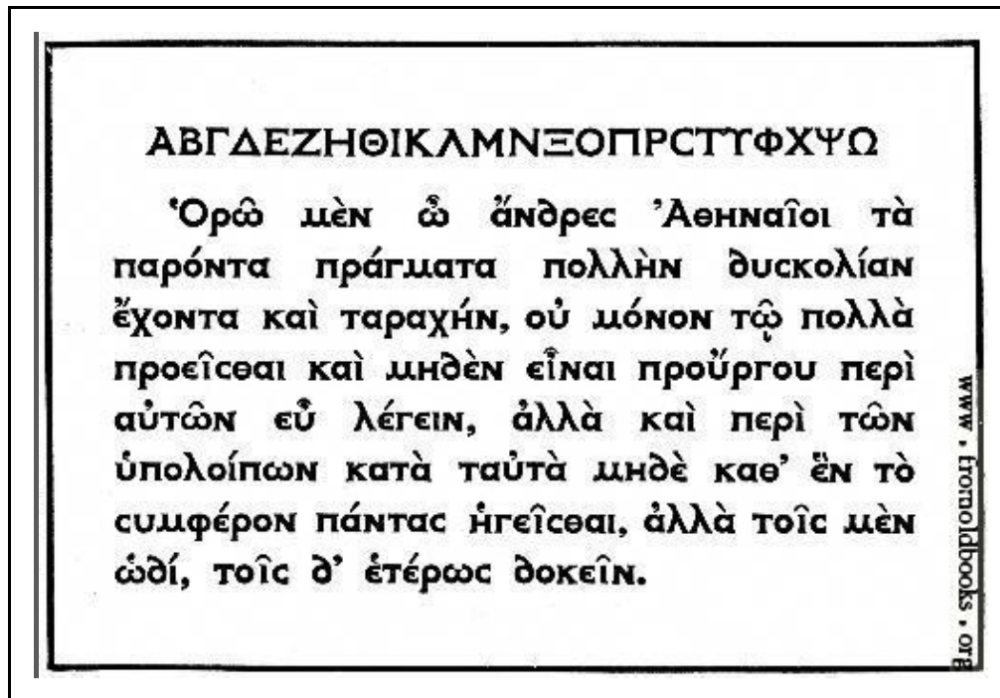 ΑΒΓΔΕΖΗΘΙΚΛΜΝΞΟΠΡϹΤΥΦΧΨΩ
Ὁρῶ μὲν ὦ ἄνδρεϲ Ἀθηναῖοι τὰ
παρόντα πράγματα πολλὴν δυϲκολίαν
ἔχοντα καὶ ταραχήν, οὐ μόνον τῷ πολλὰ
προεῖϲθαι καὶ μηδὲν εἶναι προὔργου περὶ
αὐτῶν εὖ λέγειν, ἀλλὰ καὶ περὶ τῶν
ὑπολοίπων κατὰ ταὐτὰ μηδὲ καθ’ ἓν τὸ
ϲυμφέρον πάνταϲ ἡγεῖϲθαι, ἀλλὰ τοῖϲ μὲν
ὡδί, τοῖϲ δ’ ἑτέρωϲ δοκεῖν.
www . fromoldbooks . org